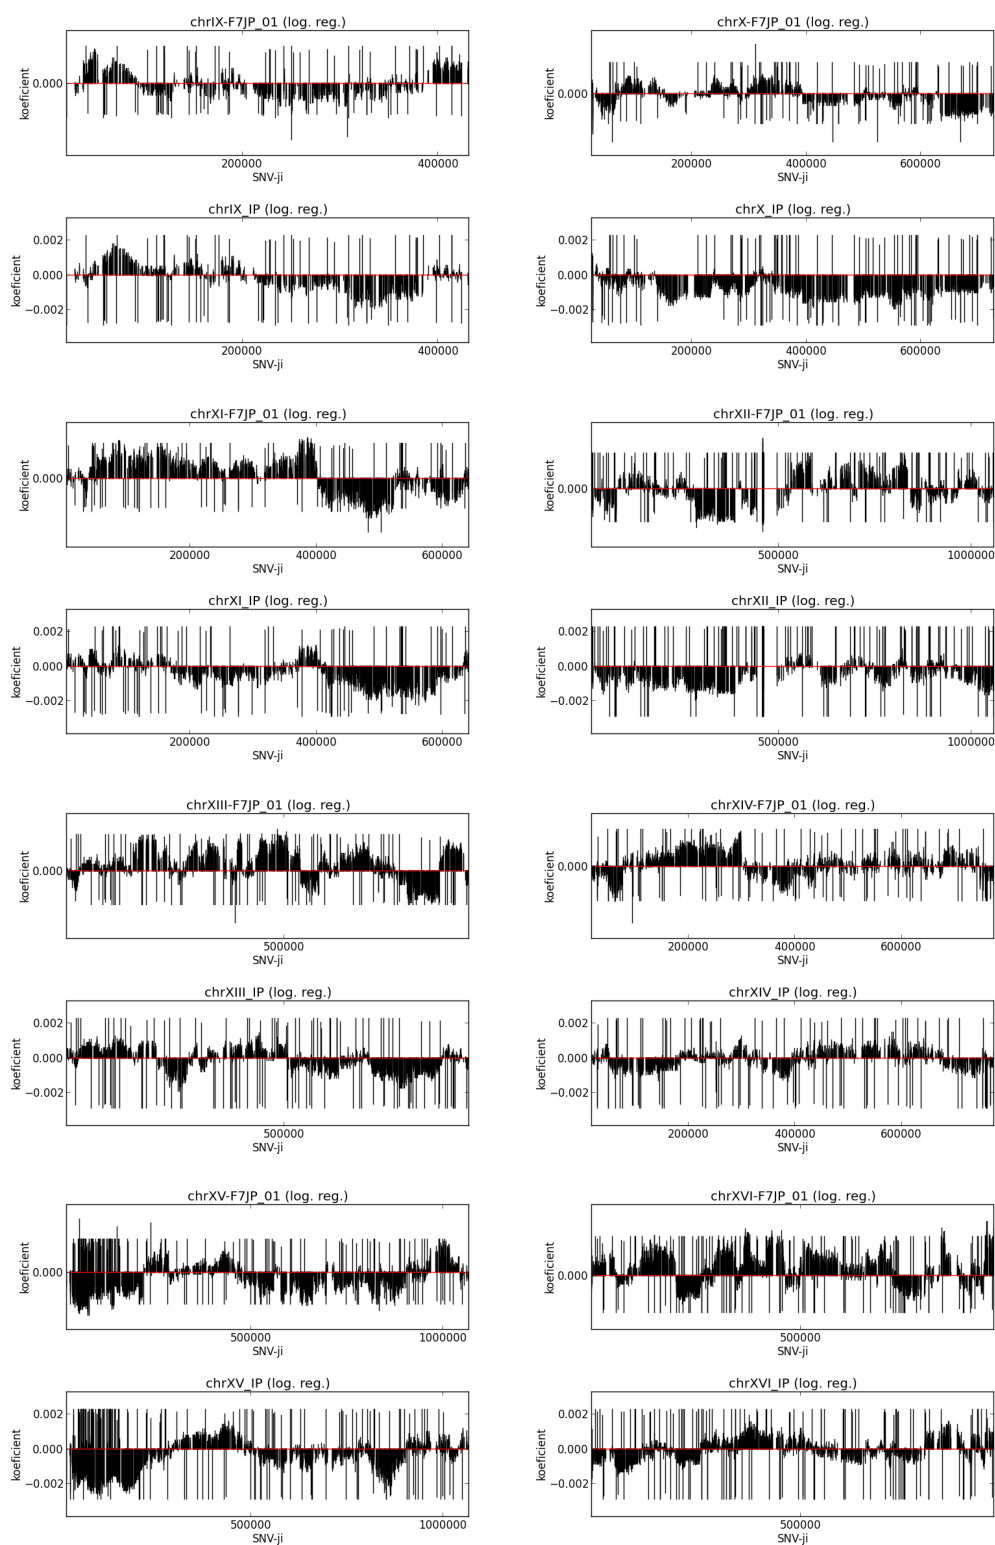 chrIX-F7JP_01 (log. reg.)
koeficient
0.000
200000 400000
SNV-ji
chrX-F7JP_01 (log. reg.)
koeficient
0.000
200000 400000 600000
SNV-ji
chrIX_IP (log. reg.)
koeficient
0.002
0.000
−0.002
200000 400000
SNV-ji
chrX_IP (log. reg.)
koeficient
0.002
0.000
−0.002
200000 400000 600000
SNV-ji
chrXI-F7JP_01 (log. reg.)
koeficient
0.000
200000 400000 600000
SNV-ji
chrXII-F7JP_01 (log. reg.)
koeficient
0.000
500000 1000000
SNV-ji
chrXI_IP (log. reg.)
koeficient
0.002
0.000
−0.002
200000 400000 600000
SNV-ji
chrXII_IP (log. reg.)
koeficient
0.002
0.000
−0.002
500000 1000000
SNV-ji
chrXIII-F7JP_01 (log. reg.)
koeficient
0.000
500000
SNV-ji
chrXIV-F7JP_01 (log. reg.)
koeficient
0.000
200000 400000 600000
SNV-ji
chrXIII_IP (log. reg.)
koeficient
0.002
0.000
−0.002
500000
SNV-ji
chrXIV_IP (log. reg.)
koeficient
0.002
0.000
−0.002
200000 400000 600000
SNV-ji
chrXV-F7JP_01 (log. reg.)
koeficient
0.000
500000 1000000
SNV-ji
chrXVI-F7JP_01 (log. reg.)
koeficient
0.000
500000
SNV-ji
chrXV_IP (log. reg.)
koeficient
0.002
0.000
−0.002
500000 1000000
SNV-ji
chrXVI_IP (log. reg.)
koeficient
0.002
0.000
−0.002
500000
SNV-ji